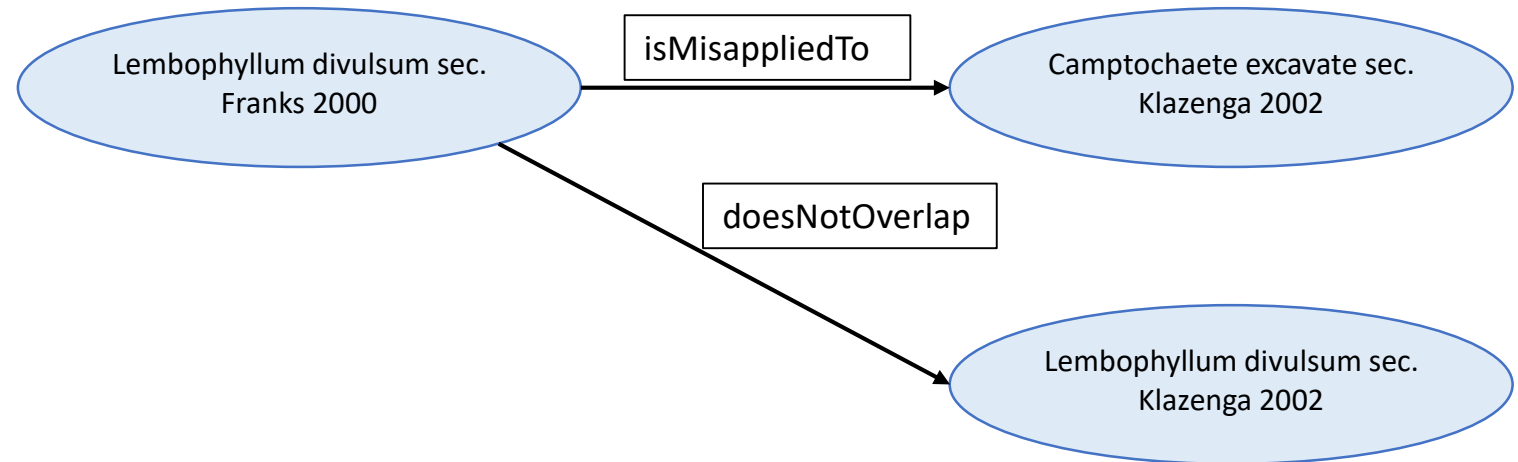 Lembophyllum divulsum sec.
Franks 2000
isMisappliedTo
Camptochaete excavate sec.
Klazenga 2002
doesNotOverlap
Lembophyllum divulsum sec.
Klazenga 2002